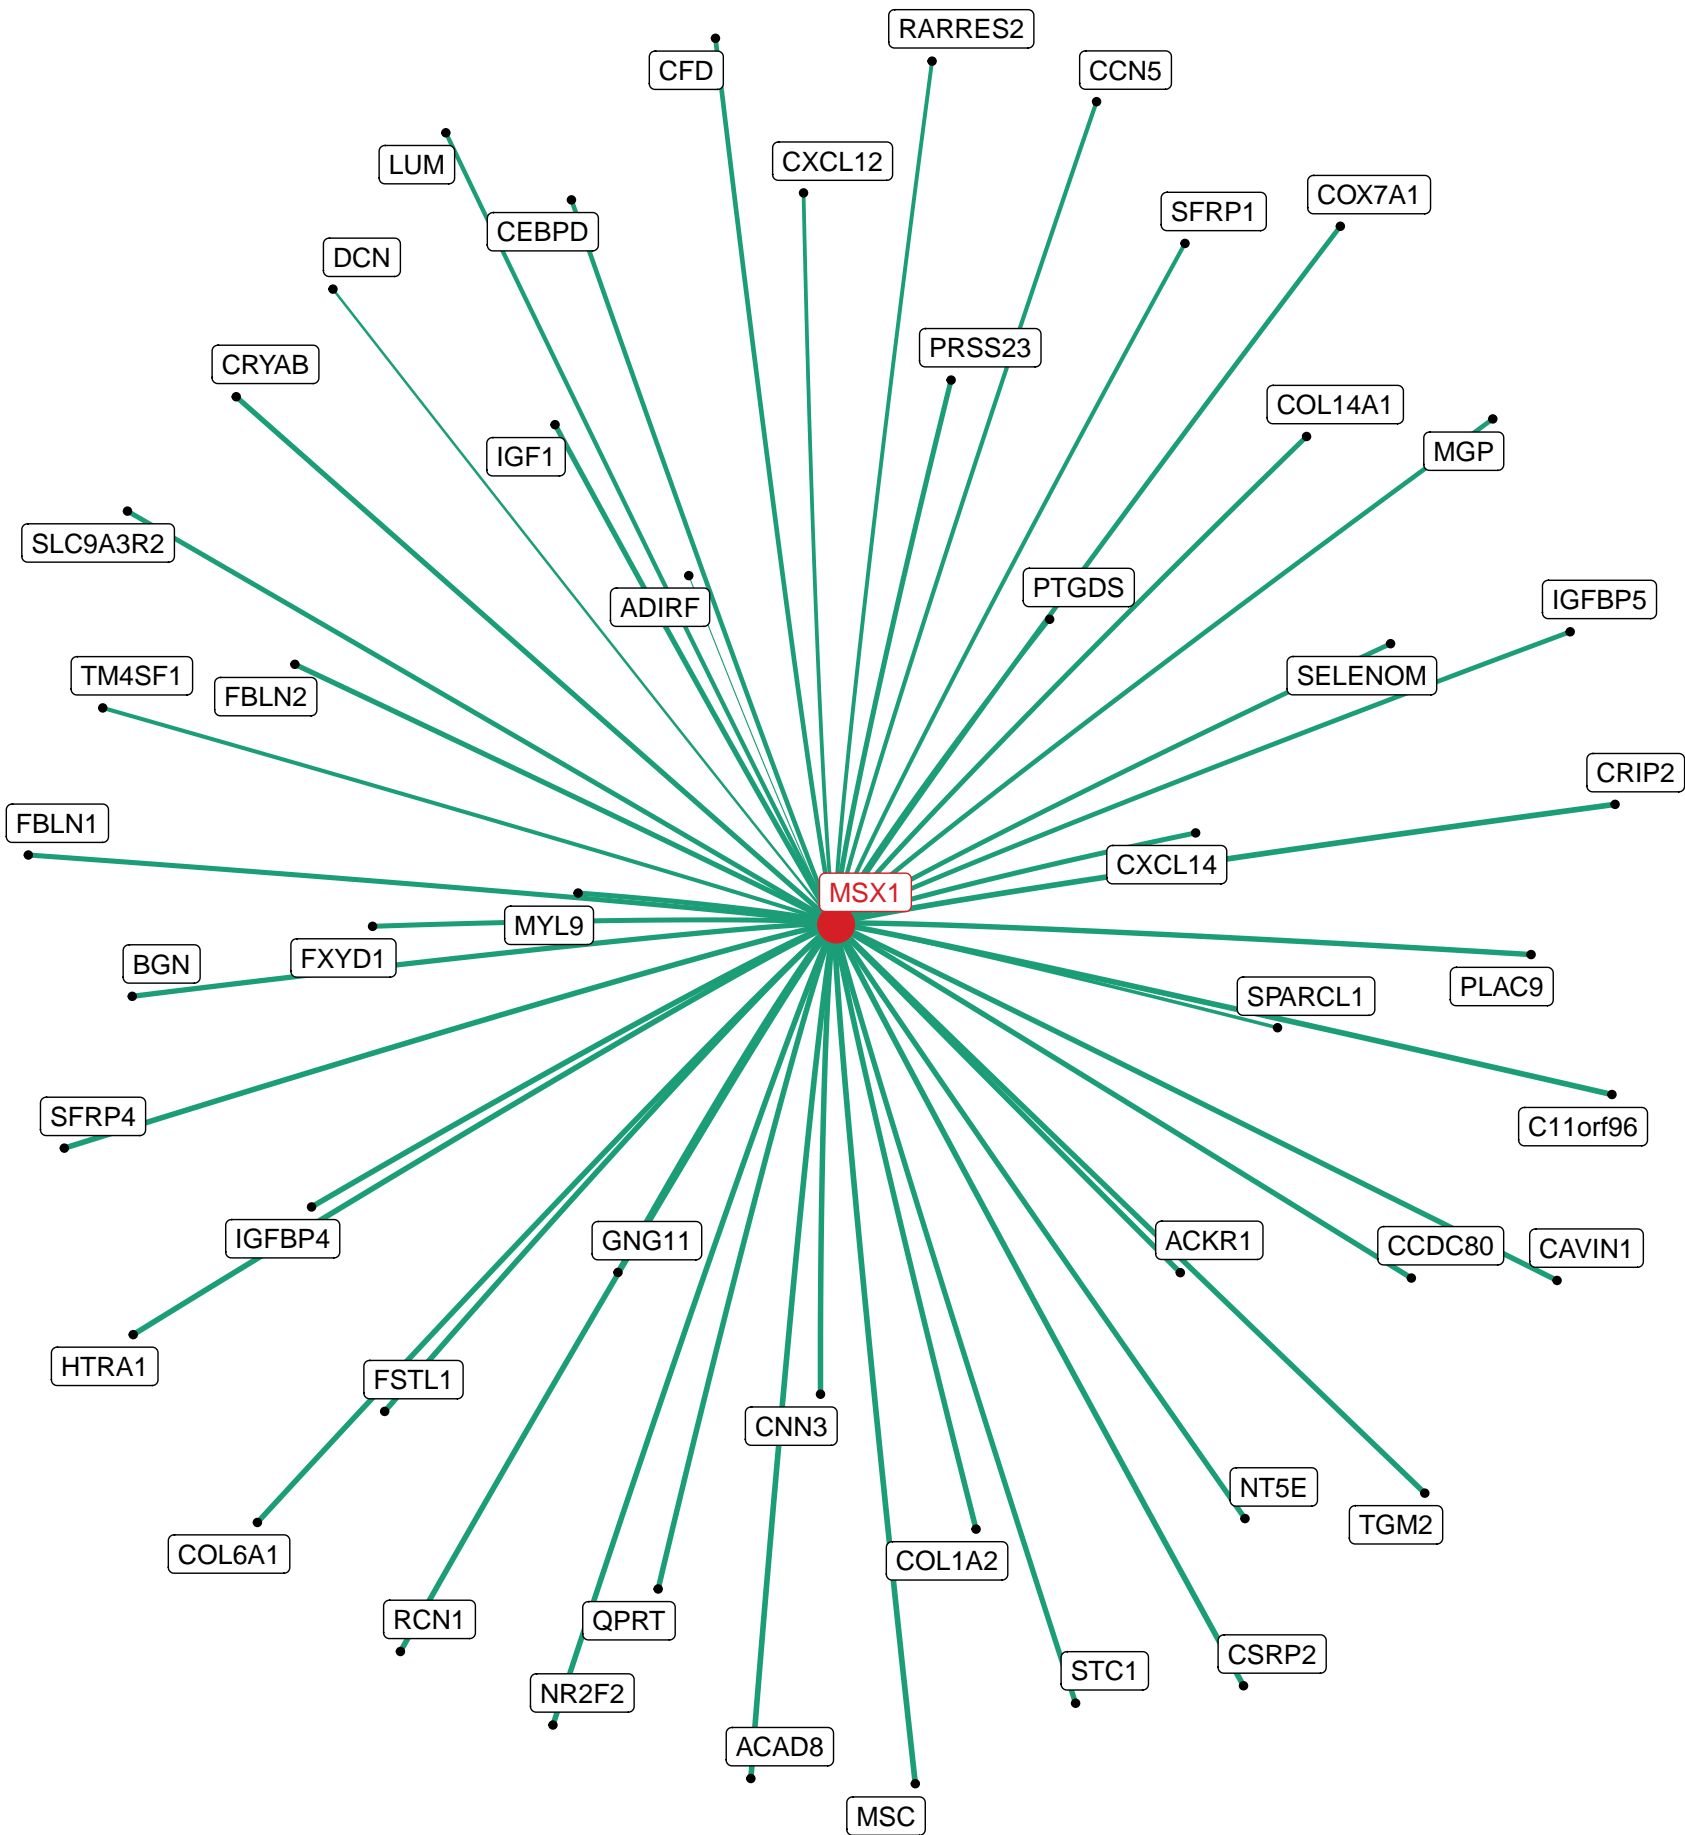 RARRES2
CFD
CCN5
CXCL12
LUM
COX7A1
SFRP1
CEBPD
DCN
PRSS23
CRYAB
COL14A1
MGP
IGF1
SLC9A3R2
PTGDS
IGFBP5
ADIRF
TM4SF1
SELENOM
FBLN2
CRIP2
FBLN1
CXCL14
MSX1
MYL9
FXYD1
BGN
PLAC9
SPARCL1
SFRP4
C11orf96
IGFBP4
GNG11
ACKR1
CCDC80
CAVIN1
HTRA1
FSTL1
CNN3
NT5E
TGM2
COL6A1
COL1A2
RCN1
QPRT
CSRP2
STC1
NR2F2
ACAD8
MSC